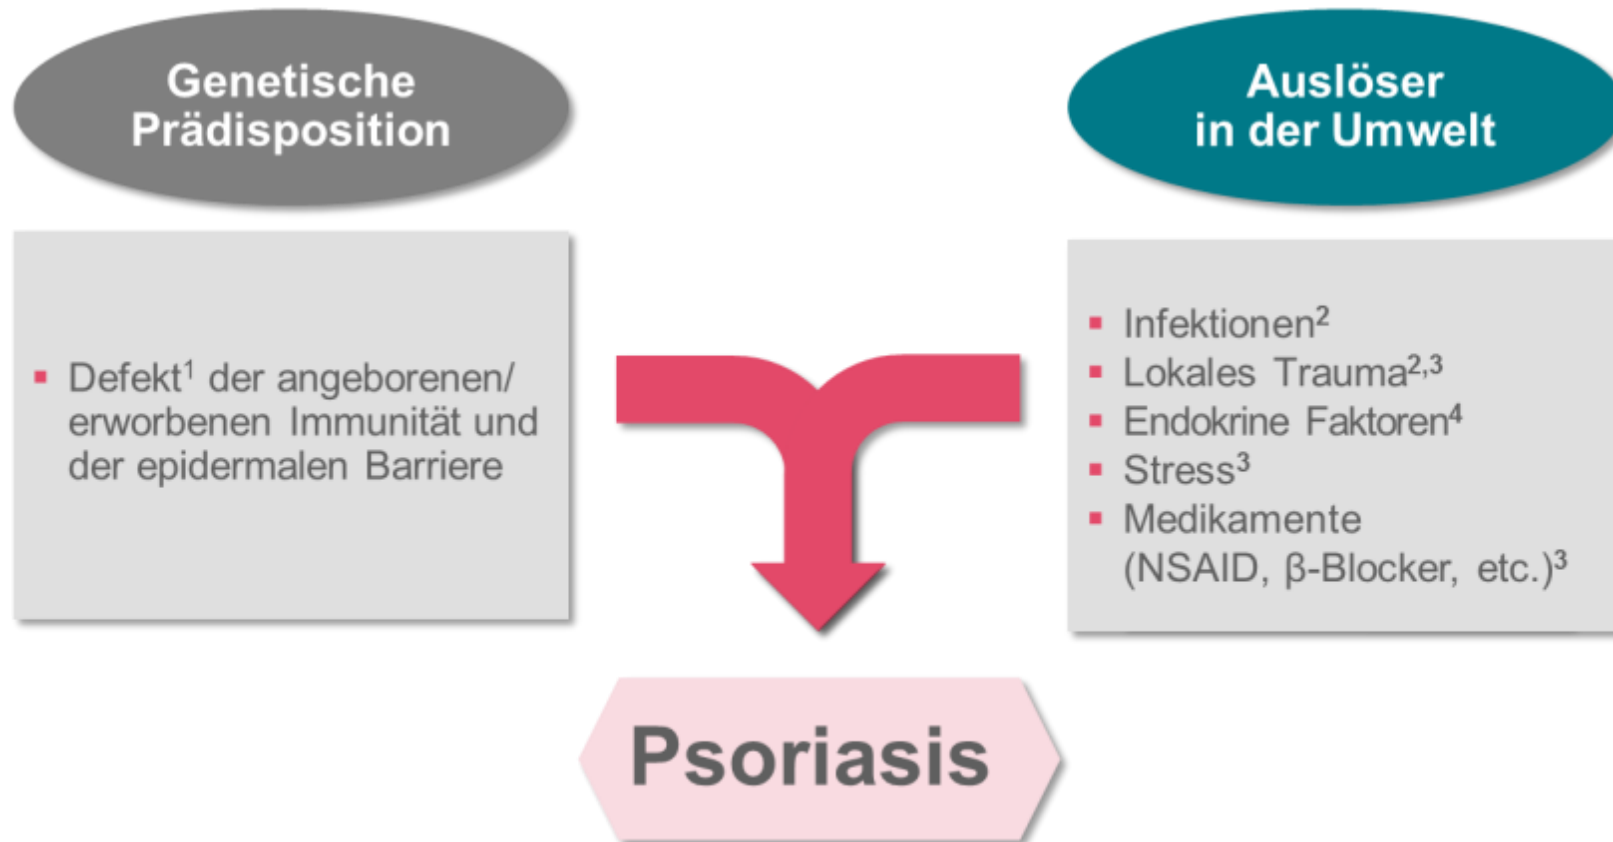 Genetische
Prädisposition
▪ Defekt¹ der angeborenen/
erworbenen Immunität und
der epidermalen Barriere
Auslöser
in der Umwelt
▪ Infektionen²
▪ Lokales Trauma²,³
▪ Endokrine Faktoren⁴
▪ Stress³
▪ Medikamente
(NSAID, β-Blocker, etc.)³
Psoriasis